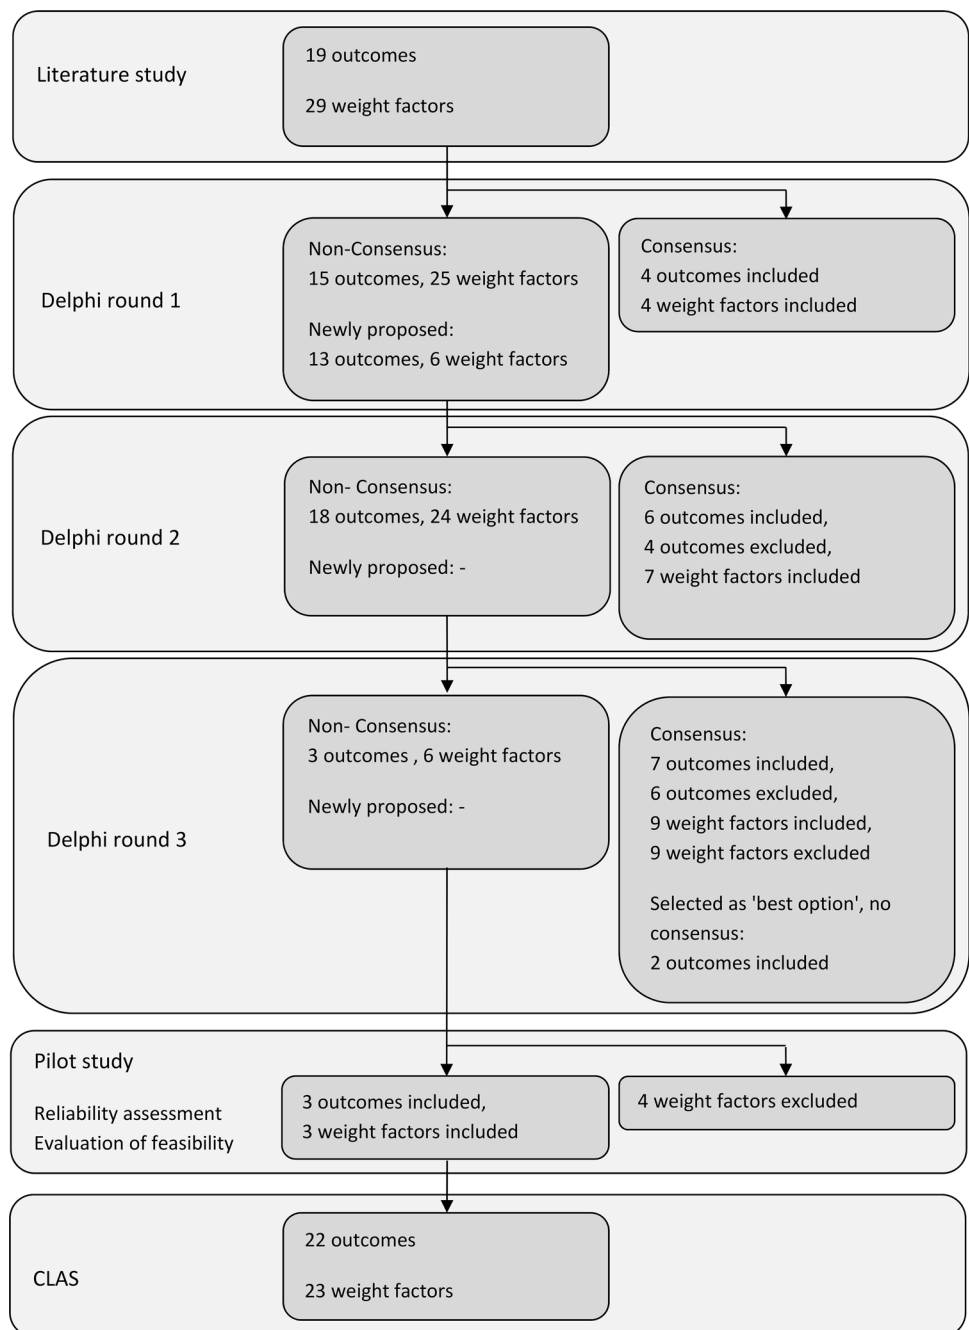 Literature study
19 outcomes
29 weight factors
Delphi round 1
Non-Consensus:
15 outcomes, 25 weight factors
Newly proposed:
13 outcomes, 6 weight factors
Consensus:
4 outcomes included
4 weight factors included
Delphi round 2
Non- Consensus:
18 outcomes, 24 weight factors
Newly proposed: -
Consensus:
6 outcomes included,
4 outcomes excluded,
7 weight factors included
Delphi round 3
Non- Consensus:
3 outcomes , 6 weight factors
Newly proposed: -
Consensus:
7 outcomes included,
6 outcomes excluded,
9 weight factors included,
9 weight factors excluded
Selected as 'best option', no
consensus:
2 outcomes included
Pilot study
Reliability assessment
Evaluation of feasibility
3 outcomes included,
3 weight factors included
4 weight factors excluded
CLAS
22 outcomes
23 weight factors